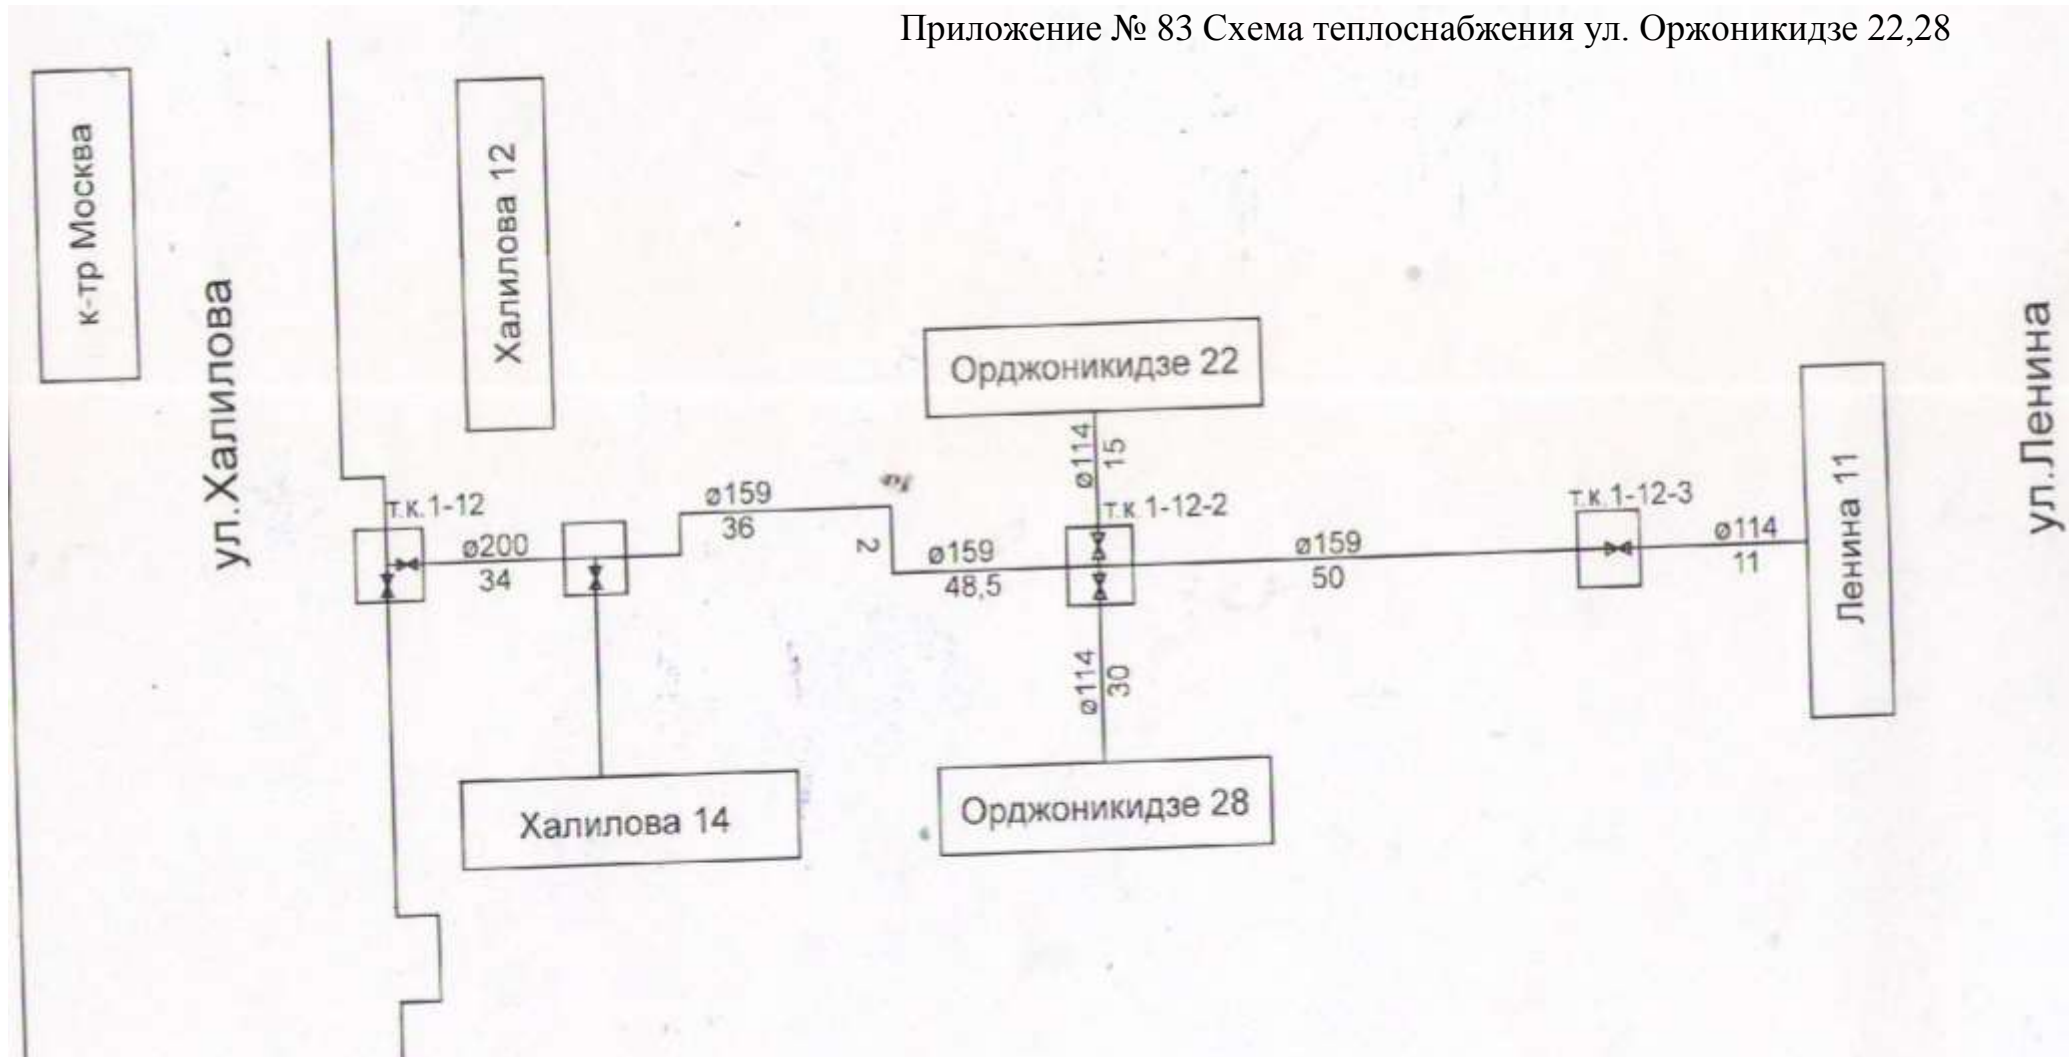 Приложение № 83 Схема теплоснабжения ул. Оржоникидзе 22,28
к-тр Москва
ул.Халилова
Халилова 12
т.к.1-12
ø200
34
ø159
36
2
ø159
48,5
Орджоникидзе 22
ø114
15
т.к.1-12-2
ø159
50
т.к.1-12-3
ø114
11
Ленина 11
ул.Ленина
ø114
30
Халилова 14
Орджоникидзе 28